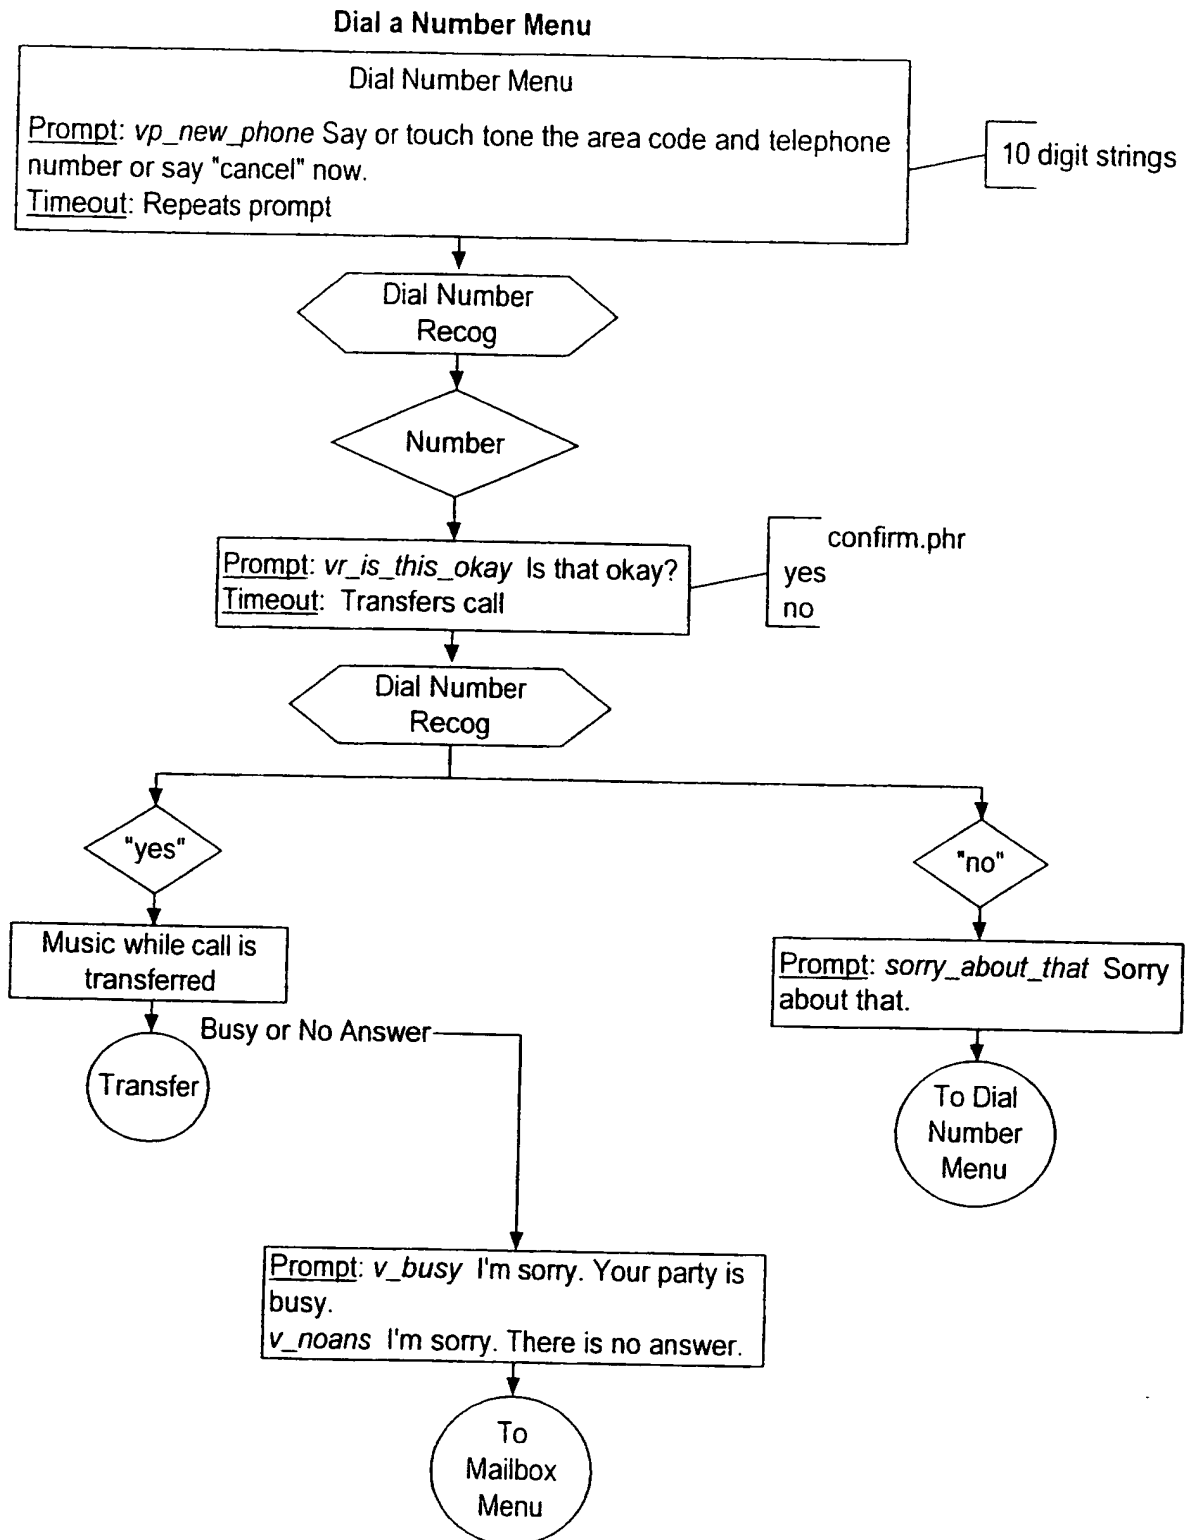 Dial a Number Menu
Dial Number Menu
Prompt: vp_new_phone Say or touch tone the area code and telephone
number or say "cancel" now.
Timeout: Repeats prompt
10 digit strings
Dial Number
Recog
Number
Prompt: vr_is_this_okay Is that okay?
Timeout: Transfers call
confirm.phr
yes
no
Dial Number
Recog
"yes"
"no"
Music while call is
transferred
Prompt: sorry_about_that Sorry
about that.
Busy or No Answer
Transfer
To Dial
Number
Menu
Prompt: v_busy I'm sorry. Your party is
busy.
v_noans I'm sorry. There is no answer.
To
Mailbox
Menu